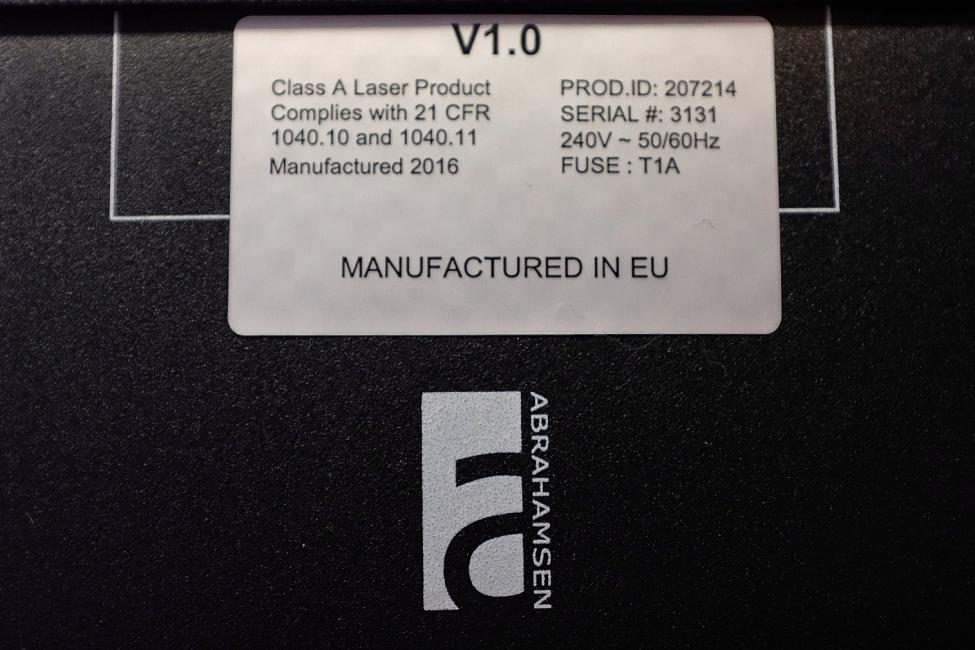 V1.0
Class A Laser Product
Complies with 21 CFR
1040.10 and 1040.11
Manufactured 2016
PROD.ID: 207214
SERIAL #: 3131
240V ~ 50/60Hz
FUSE : T1A
MANUFACTURED IN EU
a
ABRAHAMSEN